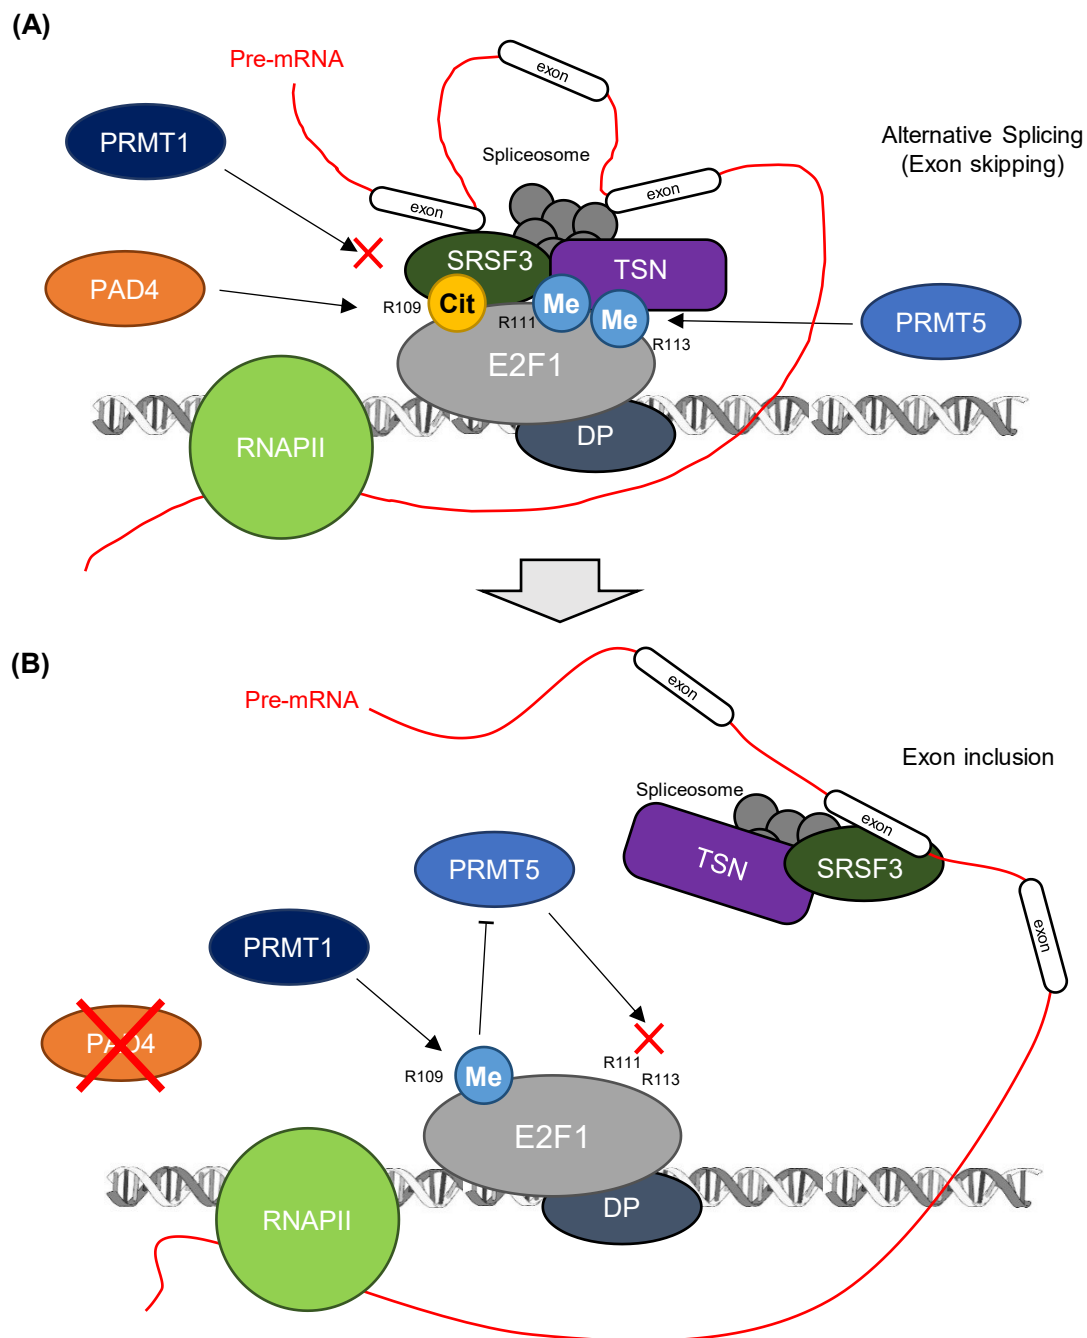 (A)
Pre-mRNA
exon
PRMT1
Spliceosome
Alternative Splicing
(Exon skipping)
exon
exon
SRSF3
TSN
PAD4
R109
Cit
R111
Me
Me
R113
PRMT5
E2F1
RNAPII
DP
(B)
Pre-mRNA
exon
Exon inclusion
Spliceosome
exon
TSN
SRSF3
PRMT5
exon
PRMT1
PAD4
R109
Me
R111
R113
E2F1
RNAPII
DP